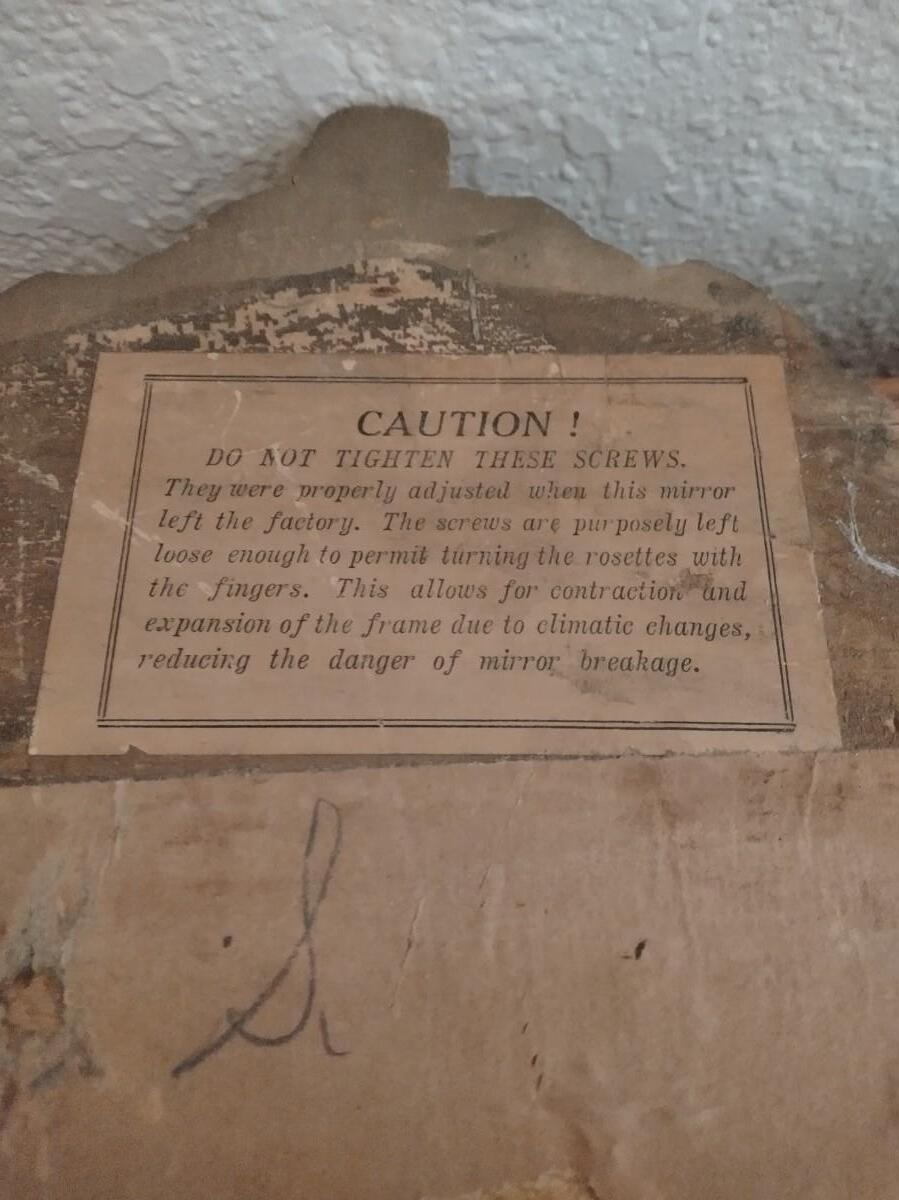 CAUTION !
DO NOT TIGHTEN THESE SCREWS.
They were properly adjusted when this mirror
left the factory. The screws are purposely left
loose enough to permit turning the rosettes with
the fingers. This allows for contraction and
expansion of the frame due to climatic changes,
reducing the danger of mirror breakage.
S